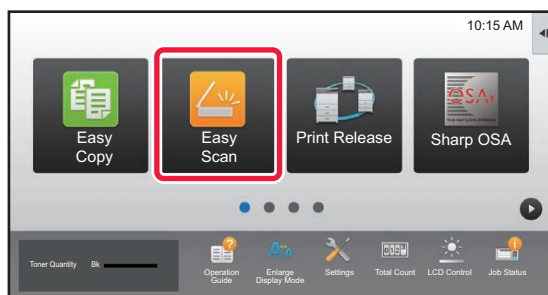 10:15 AM
Easy
Copy
Easy
Scan
Print Release
OSA
Sharp OSA
Toner Quantity Bk
Operation
Guide
Enlarge
Display Mode
Settings
Total Count
LCD Control
Job Status